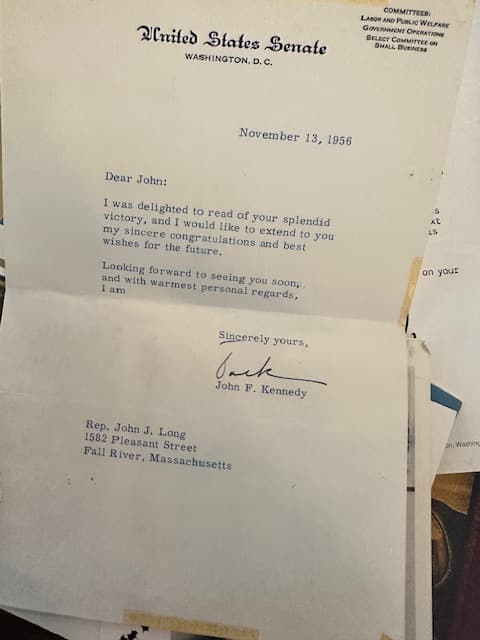 United States Senate
WASHINGTON, D. C.
COMMITTEES:
LABOR AND PUBLIC WELFARE
GOVERNMENT OPERATIONS
SELECT COMMITTEE ON
SMALL BUSINESS
November 13, 1956
Dear John:
I was delighted to read of your splendid
victory, and I would like to extend to you
my sincere congratulations and best
wishes for the future.
Looking forward to seeing you soon,
and with warmest personal regards,
I am
Sincerely yours,
Jack
John F. Kennedy
Rep. John J. Long
1582 Pleasant Street
Fall River, Massachusetts
on your